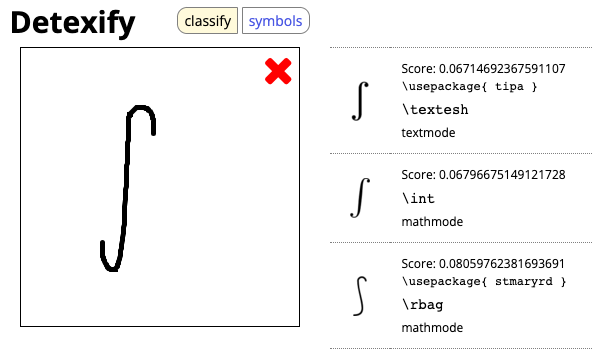 Detexify
classify
symbols
∫
Score: 0.06714692367591107
\usepackage{ tipa }
ʃ
\textesh
textmode
Score: 0.06796675149121728
∫
\int
mathmode
Score: 0.08059762381693691
\usepackage{ stmaryrd }
\rbag
mathmode